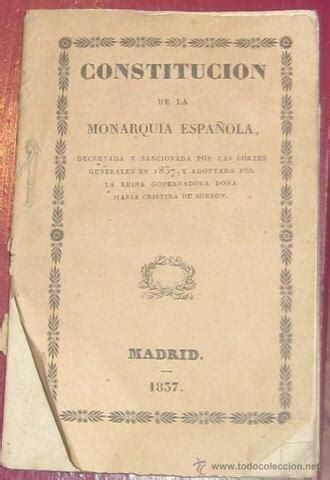 CONSTITUCION
DE LA
MONARQUIA ESPAÑOLA,
DECRETADA Y SANCIONADA POR LAS CORTES
GENERALES EN 1837, Y ADOPTADA POR
LA REINA GOBERNADORA DOÑA
MARIA CRISTINA DE BORBON.
MADRID.
1837.
www.todocoleccion.net